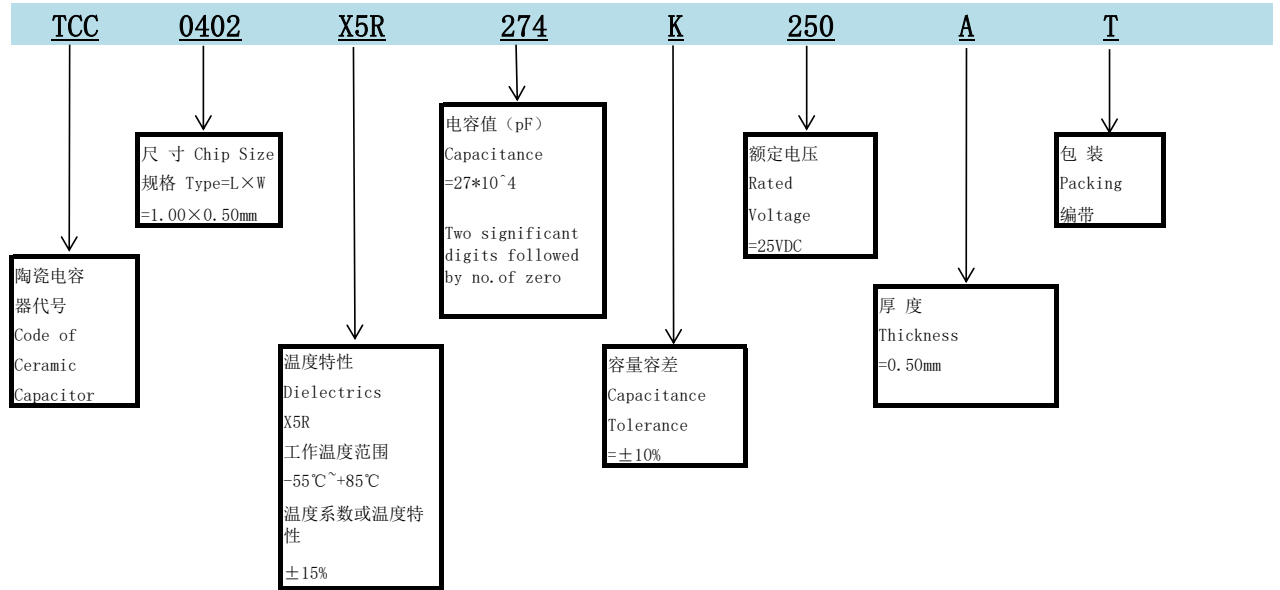 TCC 0402 X5R 274 K 250 A T
陶瓷电容
器代号
Code of
Ceramic
Capacitor
尺 寸 Chip Size
规格 Type=L×W
=1.00×0.50mm
温度特性
Dielectrics
X5R
工作温度范围
-55℃~+85℃
温度系数或温度特
性
±15%
电容值（pF）
Capacitance
=27*10^4
Two significant
digits followed
by no.of zero
容量容差
Capacitance
Tolerance
=±10%
额定电压
Rated
Voltage
=25VDC
厚 度
Thickness
=0.50mm
包 装
Packing
编带